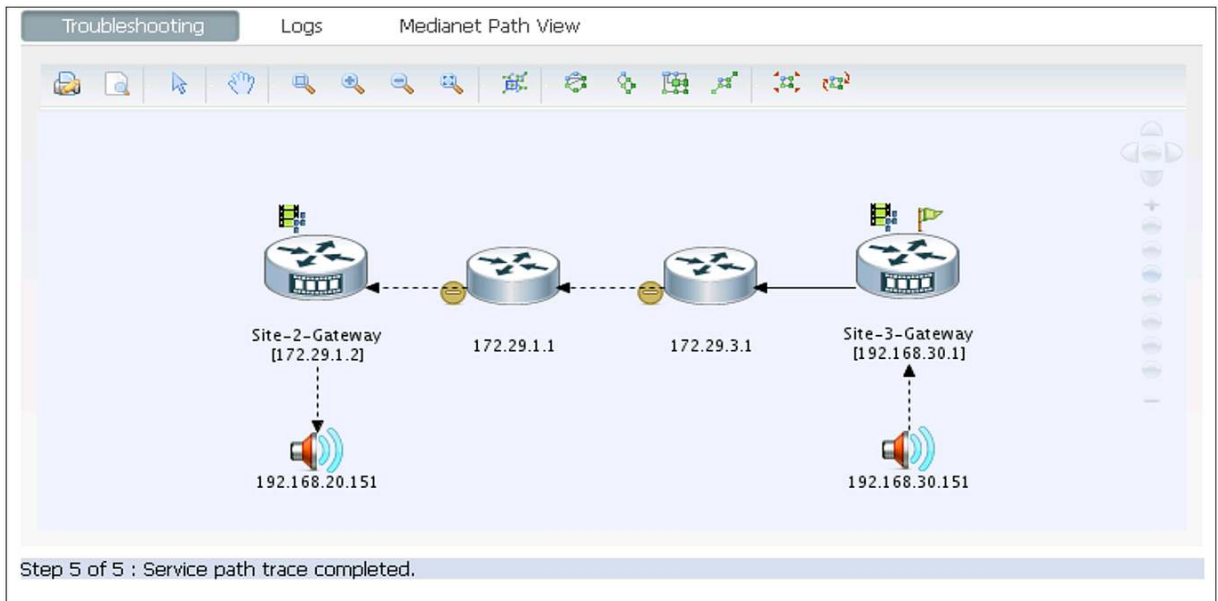 Troubleshooting Logs Medianet Path View
Site-2-Gateway
[172.29.1.2]
172.29.1.1
172.29.3.1
Site-3-Gateway
[192.168.30.1]
192.168.20.151
192.168.30.151
Step 5 of 5 : Service path trace completed.